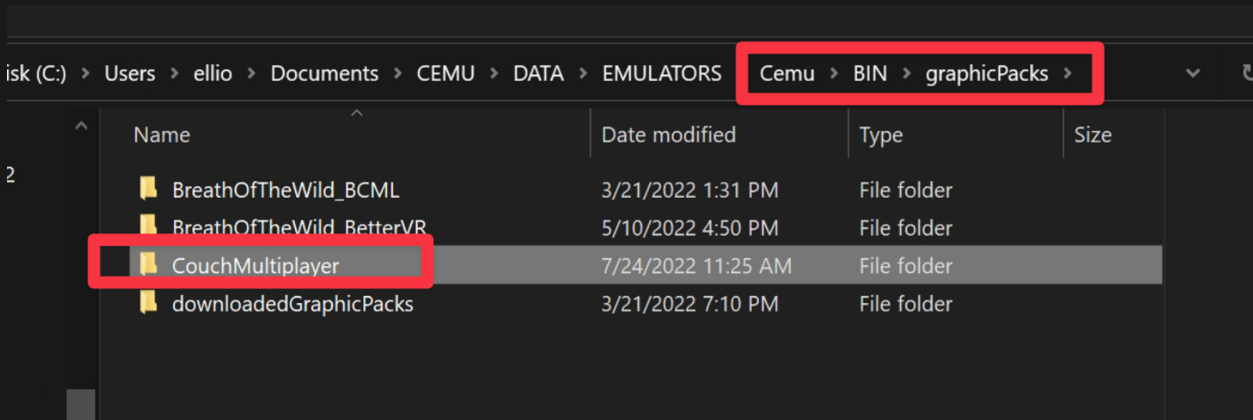 isk (C:) > Users > ellio > Documents > CEMU > DATA > EMULATORS > Cemu > BIN > graphicPacks >
Name Date modified Type Size
2
BreathOfTheWild_BCML 3/21/2022 1:31 PM File folder
BreathOfTheWild_BetterVR 5/10/2022 4:50 PM File folder
CouchMultiplayer 7/24/2022 11:25 AM File folder
downloadedGraphicPacks 3/21/2022 7:10 PM File folder